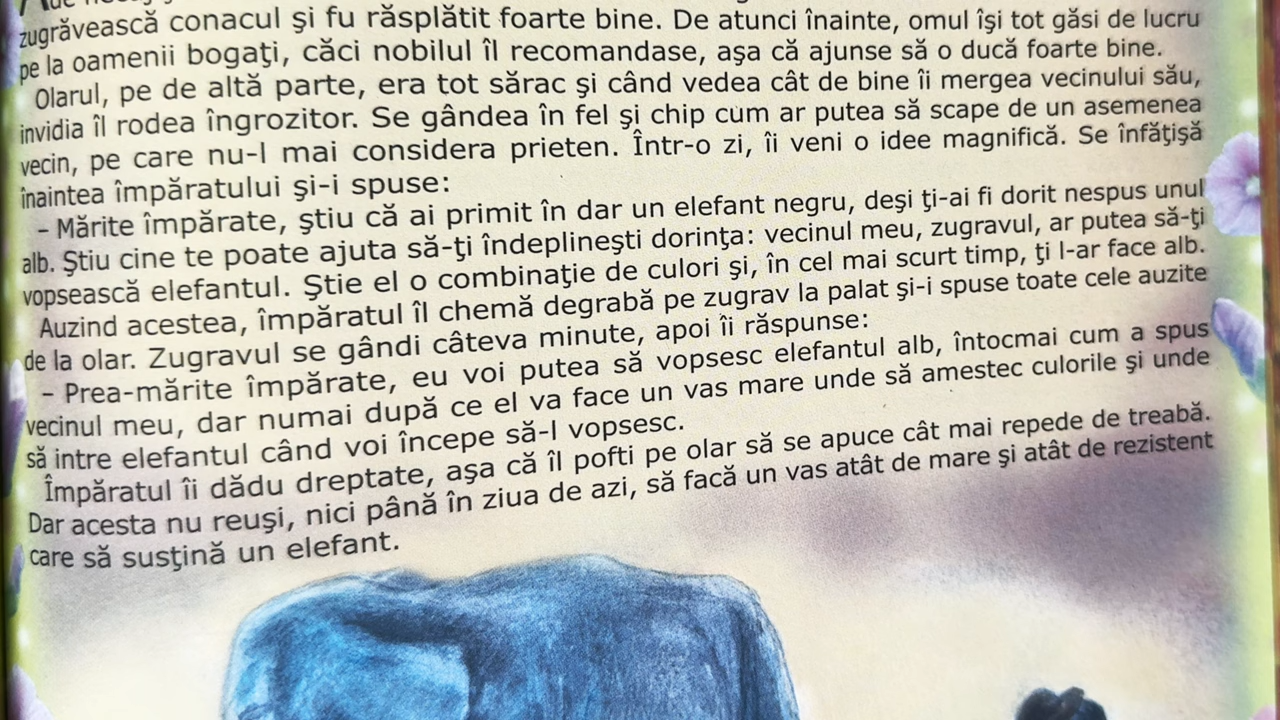 zugrăvească conacul şi fu răsplătit foarte bine. De atunci înainte, omul îşi tot găsi de lucru
pe la oamenii bogaţi, căci nobilul îl recomandase, aşa că ajunse să o ducă foarte bine.
Olarul, pe de altă parte, era tot sărac şi când vedea cât de bine îi mergea vecinului său,
invidia îl rodea îngrozitor. Se gândea în fel şi chip cum ar putea să scape de un asemenea
vecin, pe care nu-l mai considera prieten. Într-o zi, îi veni o idee magnifică. Se înfăţişă
înaintea împăratului şi-i spuse:
– Mărite împărate, ştiu că ai primit în dar un elefant negru, deşi ţi-ai fi dorit nespus unul
alb. Ştiu cine te poate ajuta să-ţi îndeplineşti dorinţa: vecinul meu, zugravul, ar putea să-ţi
vopsească elefantul. Ştie el o combinaţie de culori şi, în cel mai scurt timp, ţi l-ar face alb.
Auzind acestea, împăratul îl chemă degrabă pe zugrav la palat şi-i spuse toate cele auzite
de la olar. Zugravul se gândi câteva minute, apoi îi răspunse:
– Prea-mărite împărate, eu voi putea să vopsesc elefantul alb, întocmai cum a spus
vecinul meu, dar numai după ce el va face un vas mare unde să amestec culorile şi unde
să intre elefantul când voi începe să-l vopsesc.
Împăratul îi dădu dreptate, aşa că îl pofti pe olar să se apuce cât mai repede de treabă.
Dar acesta nu reuşi, nici până în ziua de azi, să facă un vas atât de mare şi atât de rezistent
care să susţină un elefant.